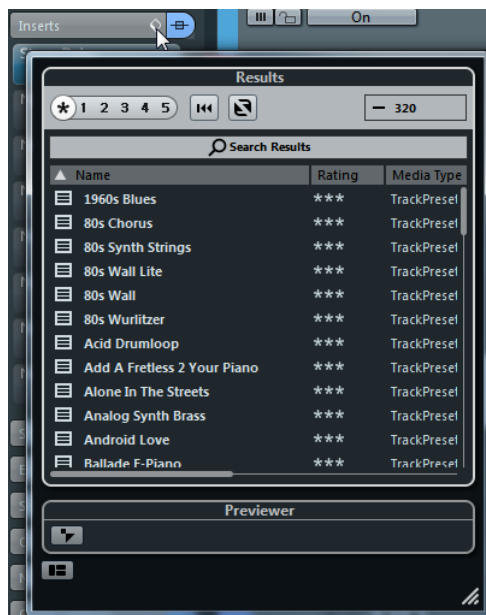 Inserts
On
Results
1 2 3 4 5
320
Search Results
Name Rating Media Type
1960s Blues *** TrackPreset
80s Chorus *** TrackPreset
80s Synth Strings *** TrackPreset
80s Wall Lite *** TrackPreset
80s Wall *** TrackPreset
80s Wurlitzer *** TrackPreset
Acid Drumloop *** TrackPreset
Add A Fretless 2 Your Piano *** TrackPreset
Alone In The Streets *** TrackPreset
Analog Synth Brass *** TrackPreset
Android Love *** TrackPreset
Ballade E-Piano *** TrackPreset
Previewer